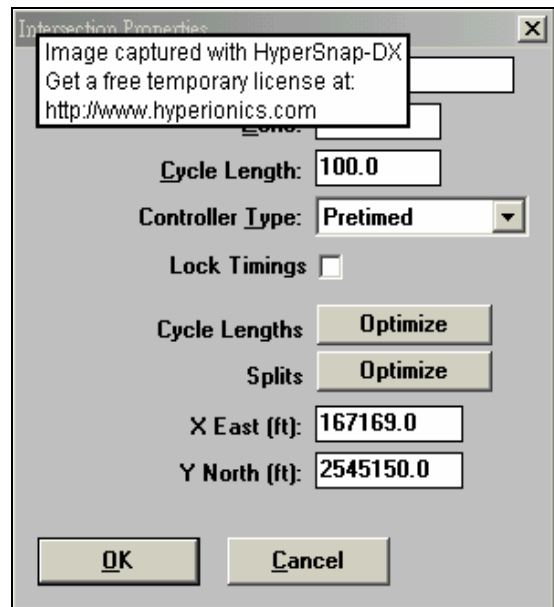 Intersection Properties
Image captured with HyperSnap-DX
Get a free temporary license at:
http://www.hyperionics.com
Cycle Length: 100.0
Controller Type: Pretimed
Lock Timings
Cycle Lengths Optimize
Splits Optimize
X East (ft): 167169.0
Y North (ft): 2545150.0
OK Cancel